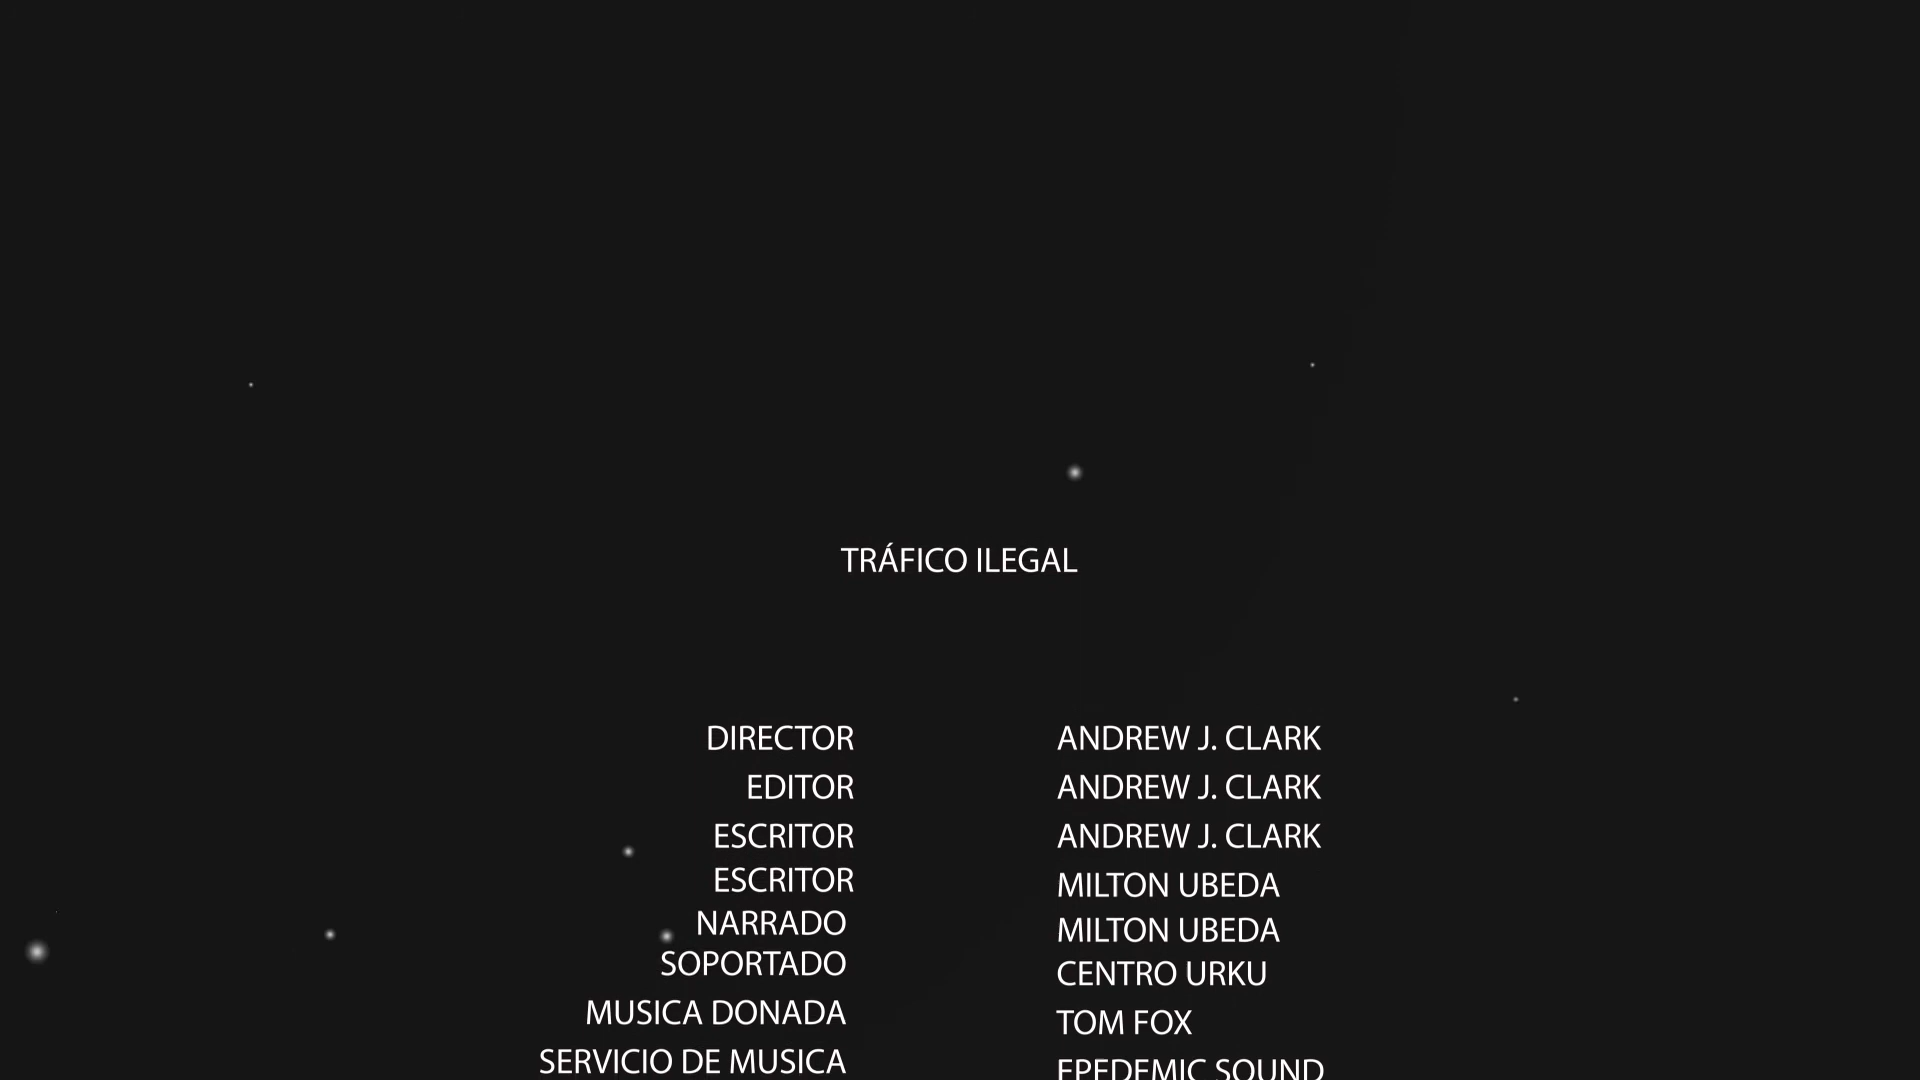 TRÁFICO ILEGAL
DIRECTOR ANDREW J. CLARK
EDITOR ANDREW J. CLARK
ESCRITOR ANDREW J. CLARK
ESCRITOR MILTON UBEDA
NARRADO MILTON UBEDA
SOPORTADO CENTRO URKU
MUSICA DONADA TOM FOX
SERVICIO DE MUSICA EPEDEMIC SOUND